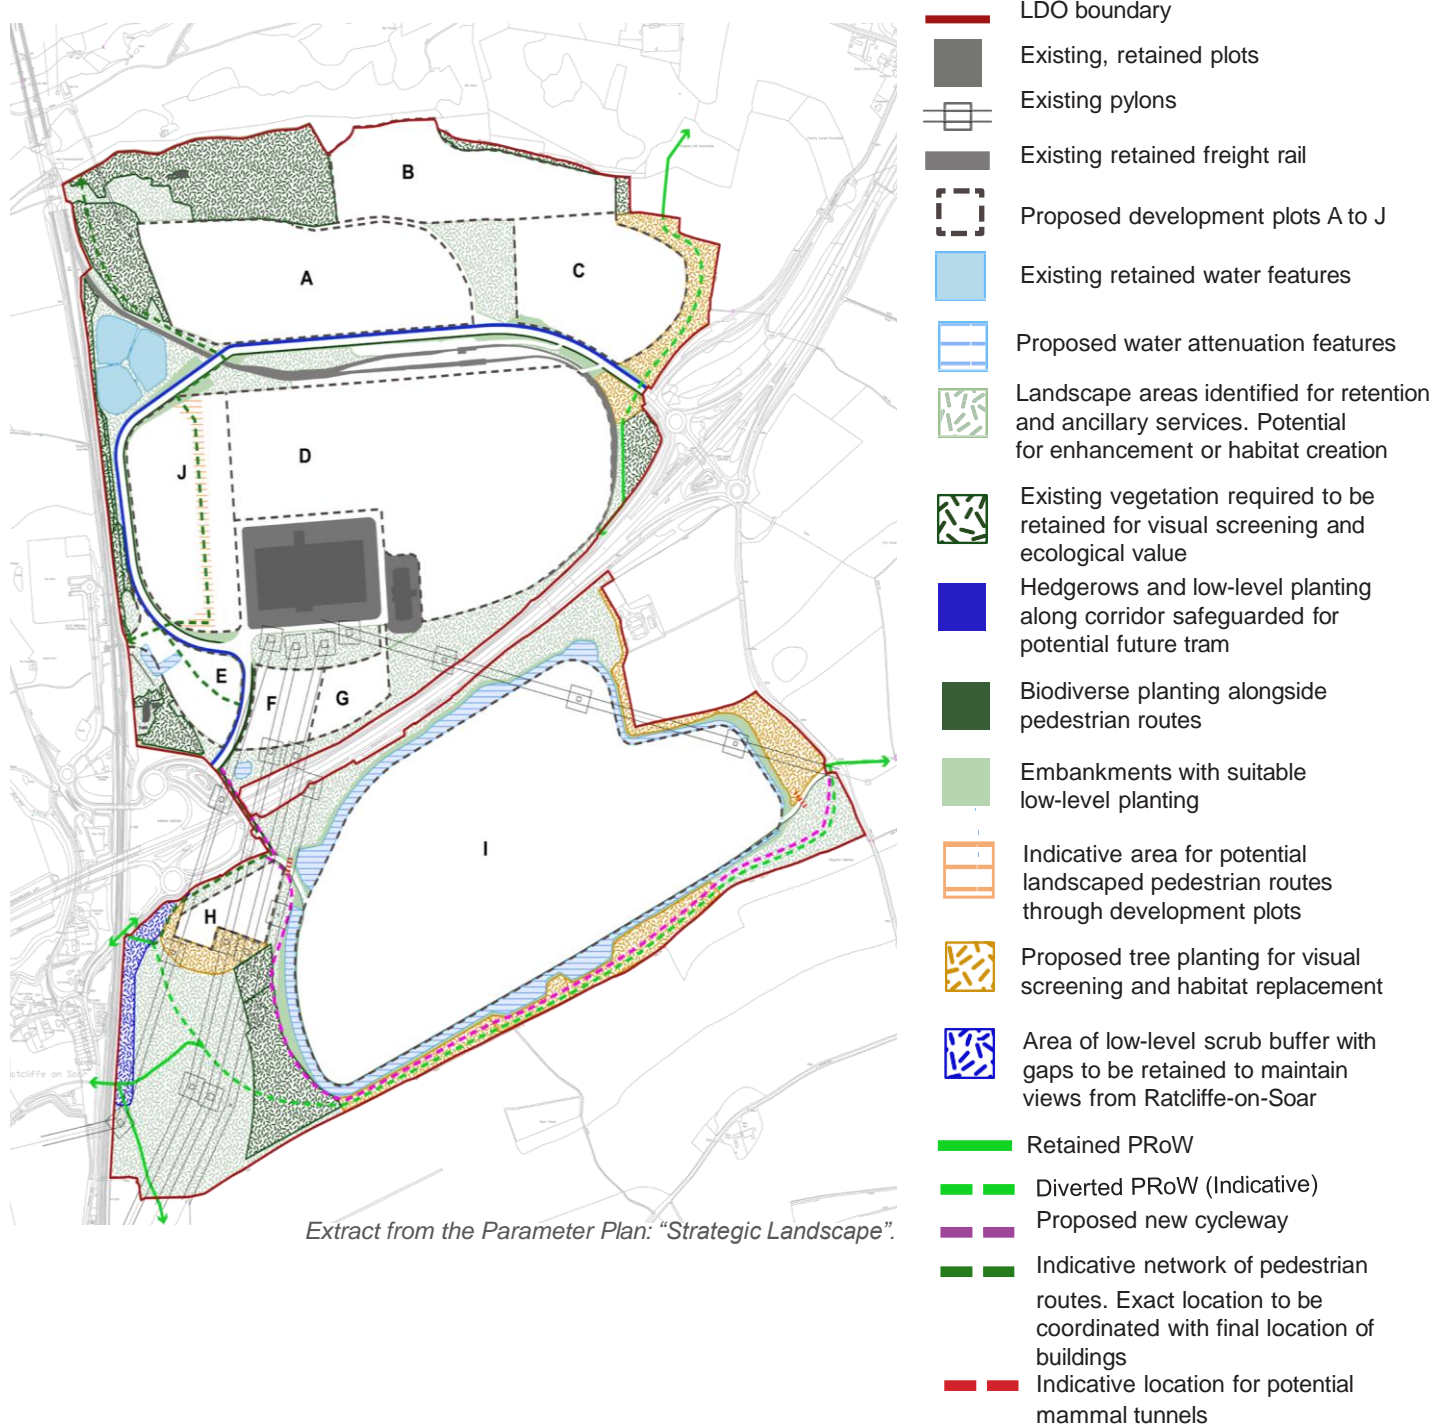 LDO boundary
Existing, retained plots
Existing pylons
Existing retained freight rail
Proposed development plots A to J
Existing retained water features
Proposed water attenuation features
Landscape areas identified for retention
and ancillary services. Potential
for enhancement or habitat creation
Existing vegetation required to be
retained for visual screening and
ecological value
Hedgerows and low-level planting
along corridor safeguarded for
potential future tram
Biodiverse planting alongside
pedestrian routes
Embankments with suitable
low-level planting
Indicative area for potential
landscaped pedestrian routes
through development plots
Proposed tree planting for visual
screening and habitat replacement
Area of low-level scrub buffer with
gaps to be retained to maintain
views from Ratcliffe-on-Soar
Retained PRoW
Diverted PRoW (Indicative)
Proposed new cycleway
Indicative network of pedestrian
routes. Exact location to be
coordinated with final location of
buildings
Indicative location for potential
mammal tunnels
B
A
C
D
J
E
F
G
I
H
atcliffe on Soar
Extract from the Parameter Plan: “Strategic Landscape”.